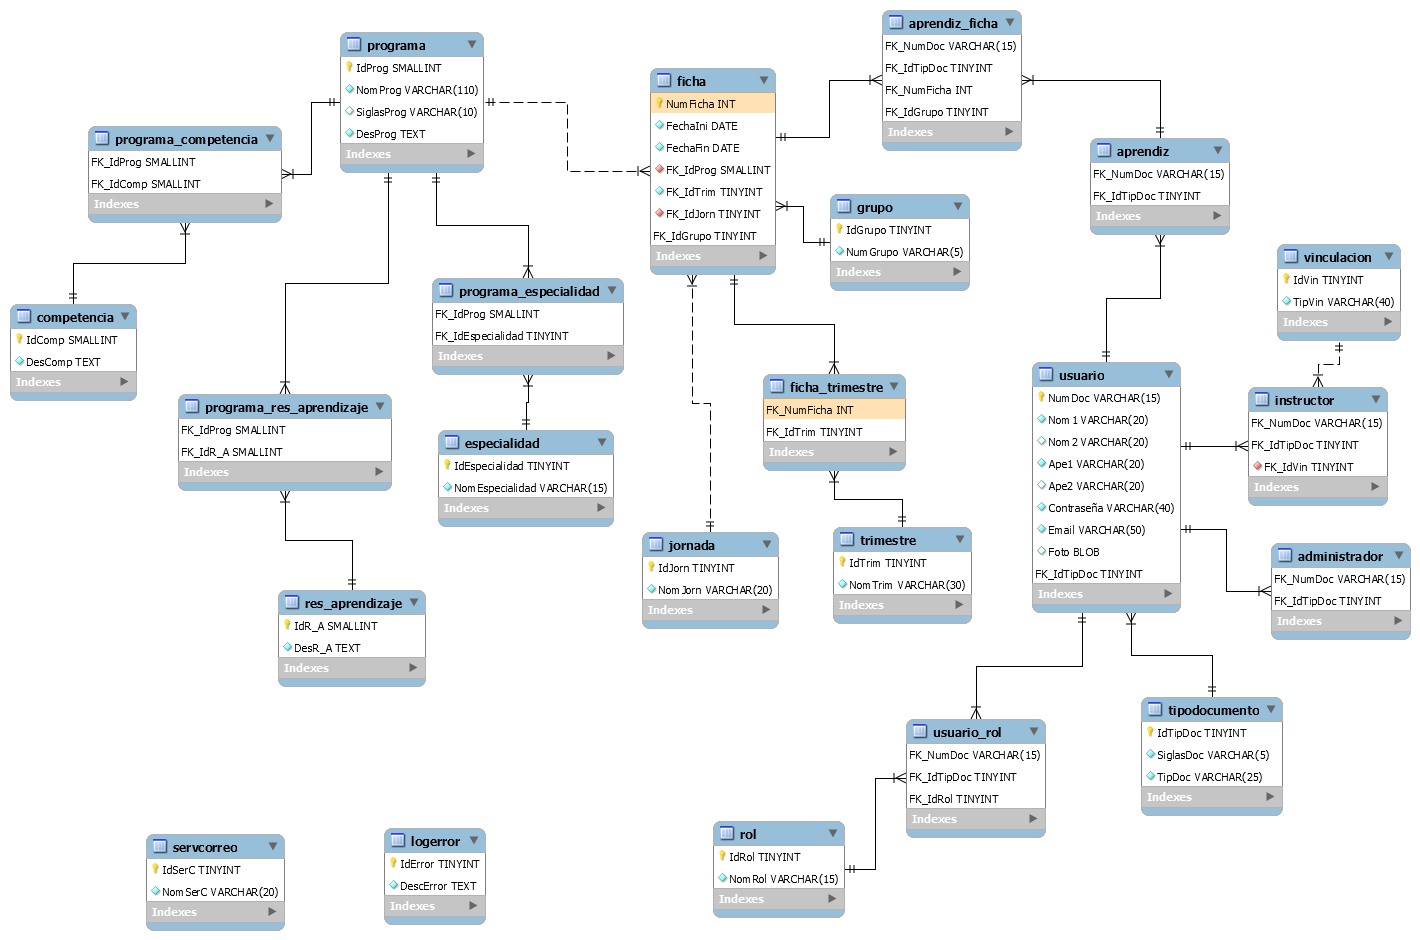 programa
IdProg SMALLINT
NomProg VARCHAR(110)
SiglasProg VARCHAR(10)
DesProg TEXT
Indexes
programa_competencia
FK_IdProg SMALLINT
FK_IdComp SMALLINT
Indexes
competencia
IdComp SMALLINT
DesComp TEXT
Indexes
programa_res_aprendizaje
FK_IdProg SMALLINT
FK_IdR_A SMALLINT
Indexes
res_aprendizaje
IdR_A SMALLINT
DesR_A TEXT
Indexes
programa_especialidad
FK_IdProg SMALLINT
FK_IdEspecialidad TINYINT
Indexes
especialidad
IdEspecialidad TINYINT
NomEspecialidad VARCHAR(15)
Indexes
ficha
NumFicha INT
FechaIni DATE
FechaFin DATE
FK_IdProg SMALLINT
FK_IdTrim TINYINT
FK_IdJorn TINYINT
FK_IdGrupo TINYINT
Indexes
aprendiz_ficha
FK_NumDoc VARCHAR(15)
FK_IdTipDoc TINYINT
FK_NumFicha INT
FK_IdGrupo TINYINT
Indexes
grupo
IdGrupo TINYINT
NumGrupo VARCHAR(5)
Indexes
ficha_trimestre
FK_NumFicha INT
FK_IdTrim TINYINT
Indexes
jornada
IdJorn TINYINT
NomJorn VARCHAR(20)
Indexes
trimestre
IdTrim TINYINT
NomTrim VARCHAR(30)
Indexes
aprendiz
FK_NumDoc VARCHAR(15)
FK_IdTipDoc TINYINT
Indexes
vinculacion
IdVin TINYINT
TipVin VARCHAR(40)
Indexes
usuario
NumDoc VARCHAR(15)
Nom1 VARCHAR(20)
Nom2 VARCHAR(20)
Ape1 VARCHAR(20)
Ape2 VARCHAR(20)
Contraseña VARCHAR(40)
Email VARCHAR(50)
Foto BLOB
FK_IdTipDoc TINYINT
Indexes
instructor
FK_NumDoc VARCHAR(15)
FK_IdTipDoc TINYINT
FK_IdVin TINYINT
Indexes
administrador
FK_NumDoc VARCHAR(15)
FK_IdTipDoc TINYINT
Indexes
tipodocumento
IdTipDoc TINYINT
SiglasDoc VARCHAR(5)
TipDoc VARCHAR(25)
Indexes
usuario_rol
FK_NumDoc VARCHAR(15)
FK_IdTipDoc TINYINT
FK_IdRol TINYINT
Indexes
rol
IdRol TINYINT
NomRol VARCHAR(15)
Indexes
servcorreo
IdSerC TINYINT
NomSerC VARCHAR(20)
Indexes
logerror
IdError TINYINT
DescError TEXT
Indexes